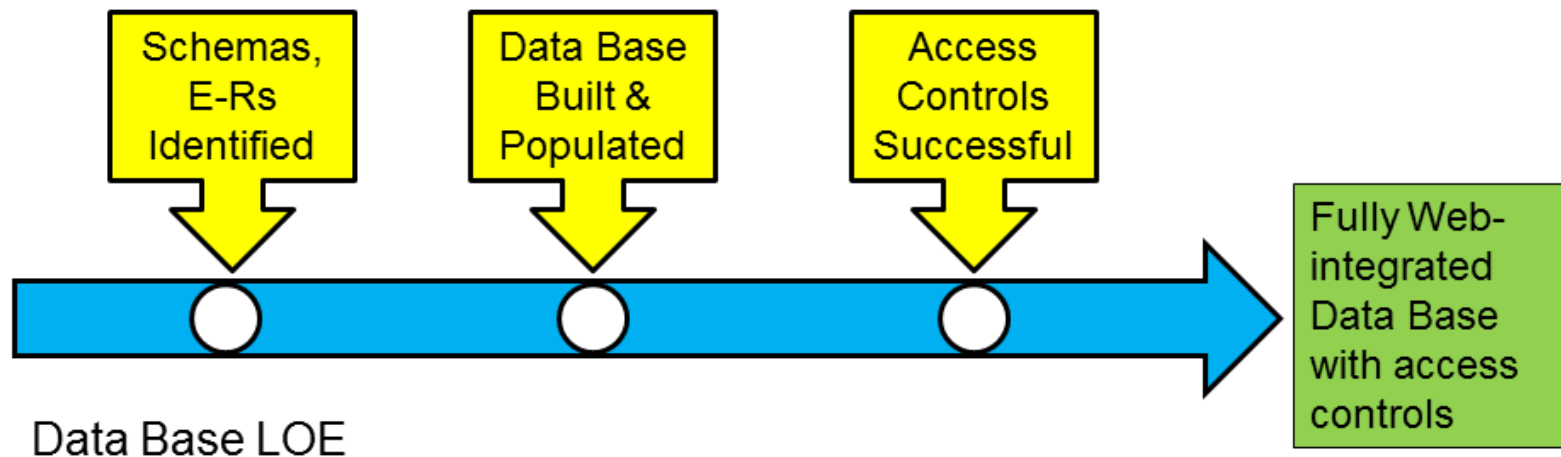 Schemas,
E-Rs
Identified
Data Base
Built &
Populated
Access
Controls
Successful
Fully Web-
integrated
Data Base
with access
controls
Data Base LOE